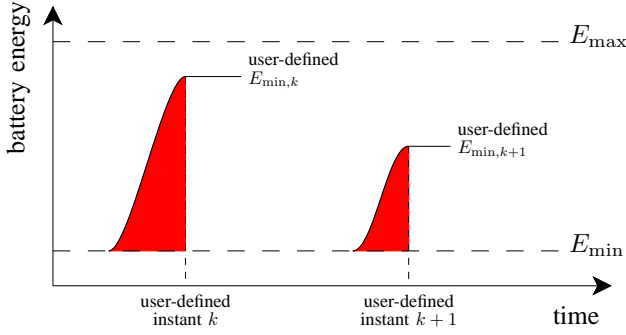 battery energy
E_max
user-defined
E_min,k
user-defined
E_min,k+1
E_min
user-defined
instant k
user-defined
instant k + 1
time